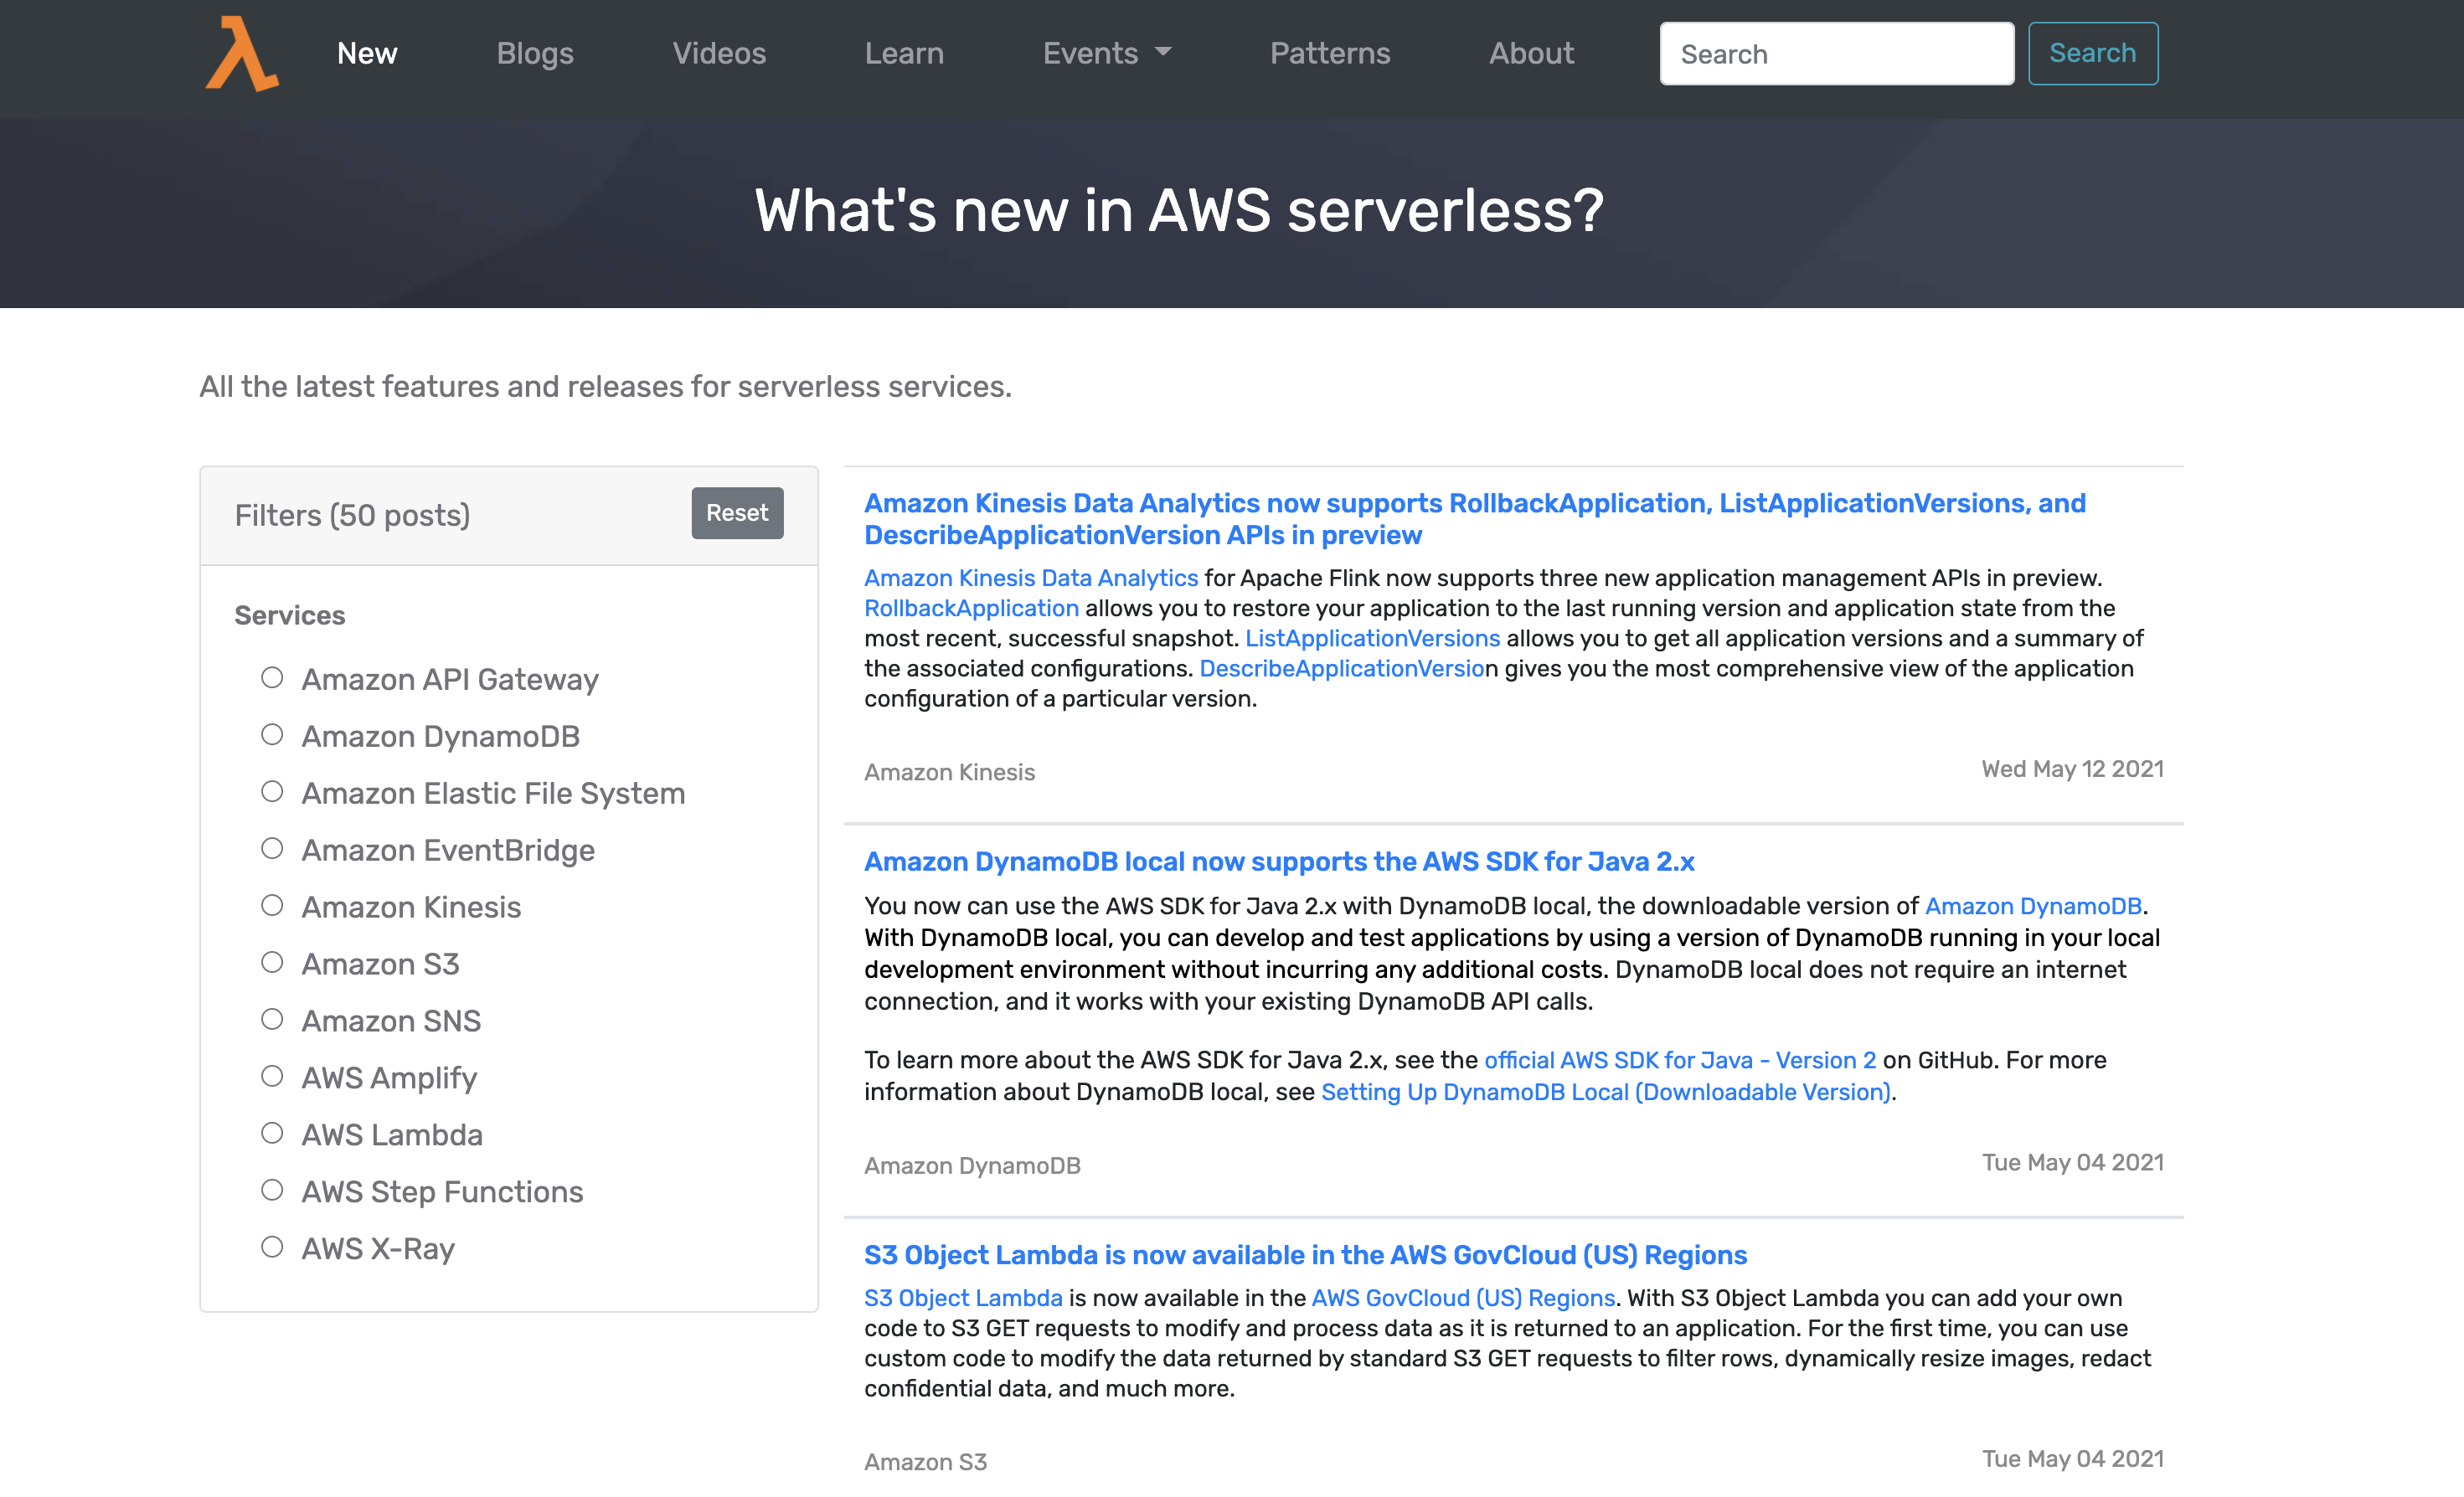 New Blogs Videos Learn Events Patterns About Search Search
What's new in AWS serverless?
All the latest features and releases for serverless services.
Filters (50 posts) Reset
Services
Amazon API Gateway
Amazon DynamoDB
Amazon Elastic File System
Amazon EventBridge
Amazon Kinesis
Amazon S3
Amazon SNS
AWS Amplify
AWS Lambda
AWS Step Functions
AWS X-Ray
Amazon Kinesis Data Analytics now supports RollbackApplication, ListApplicationVersions, and
DescribeApplicationVersion APIs in preview
Amazon Kinesis Data Analytics for Apache Flink now supports three new application management APIs in preview.
RollbackApplication allows you to restore your application to the last running version and application state from the
most recent, successful snapshot. ListApplicationVersions allows you to get all application versions and a summary of
the associated configurations. DescribeApplicationVersion gives you the most comprehensive view of the application
configuration of a particular version.
Amazon Kinesis Wed May 12 2021
Amazon DynamoDB local now supports the AWS SDK for Java 2.x
You now can use the AWS SDK for Java 2.x with DynamoDB local, the downloadable version of Amazon DynamoDB.
With DynamoDB local, you can develop and test applications by using a version of DynamoDB running in your local
development environment without incurring any additional costs. DynamoDB local does not require an internet
connection, and it works with your existing DynamoDB API calls.
To learn more about the AWS SDK for Java 2.x, see the official AWS SDK for Java - Version 2 on GitHub. For more
information about DynamoDB local, see Setting Up DynamoDB Local (Downloadable Version).
Amazon DynamoDB Tue May 04 2021
S3 Object Lambda is now available in the AWS GovCloud (US) Regions
S3 Object Lambda is now available in the AWS GovCloud (US) Regions. With S3 Object Lambda you can add your own
code to S3 GET requests to modify and process data as it is returned to an application. For the first time, you can use
custom code to modify the data returned by standard S3 GET requests to filter rows, dynamically resize images, redact
confidential data, and much more.
Amazon S3 Tue May 04 2021